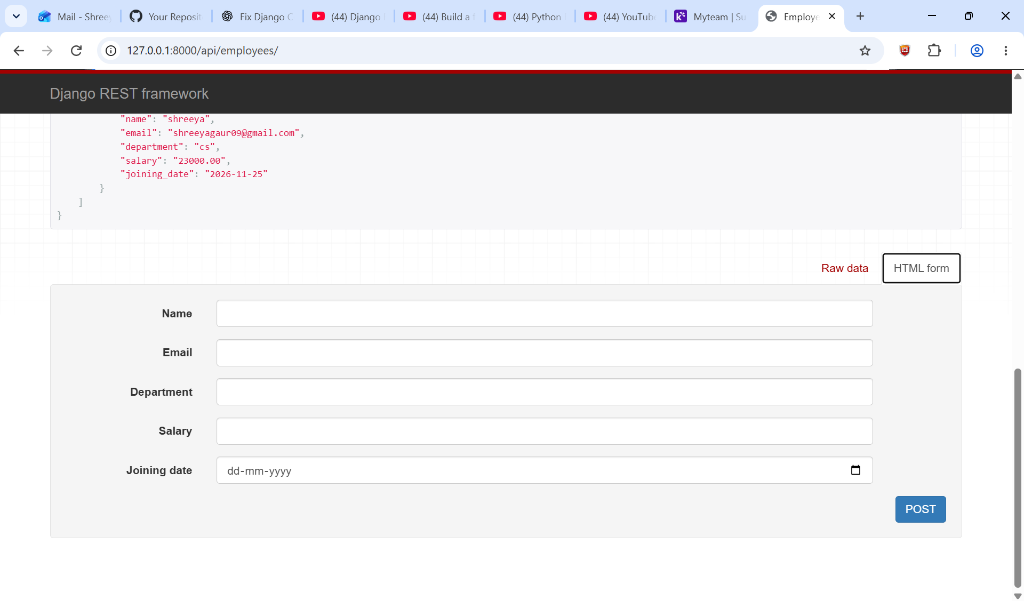 Mail - Shree
Your Reposit
Fix Django C
(44) Django
(44) Build a
(44) Python
(44) YouTub
Myteam | Su
Employ
127.0.0.1:8000/api/employees/
Django REST framework
"name": "shreeya",
"email": "shreeyagaur09@gmail.com",
"department": "cs",
"salary": "23000.00",
"joining_date": "2026-11-25"
}
]
}
Raw data
HTML form
Name
Email
Department
Salary
Joining date
dd-mm-yyyy
POST